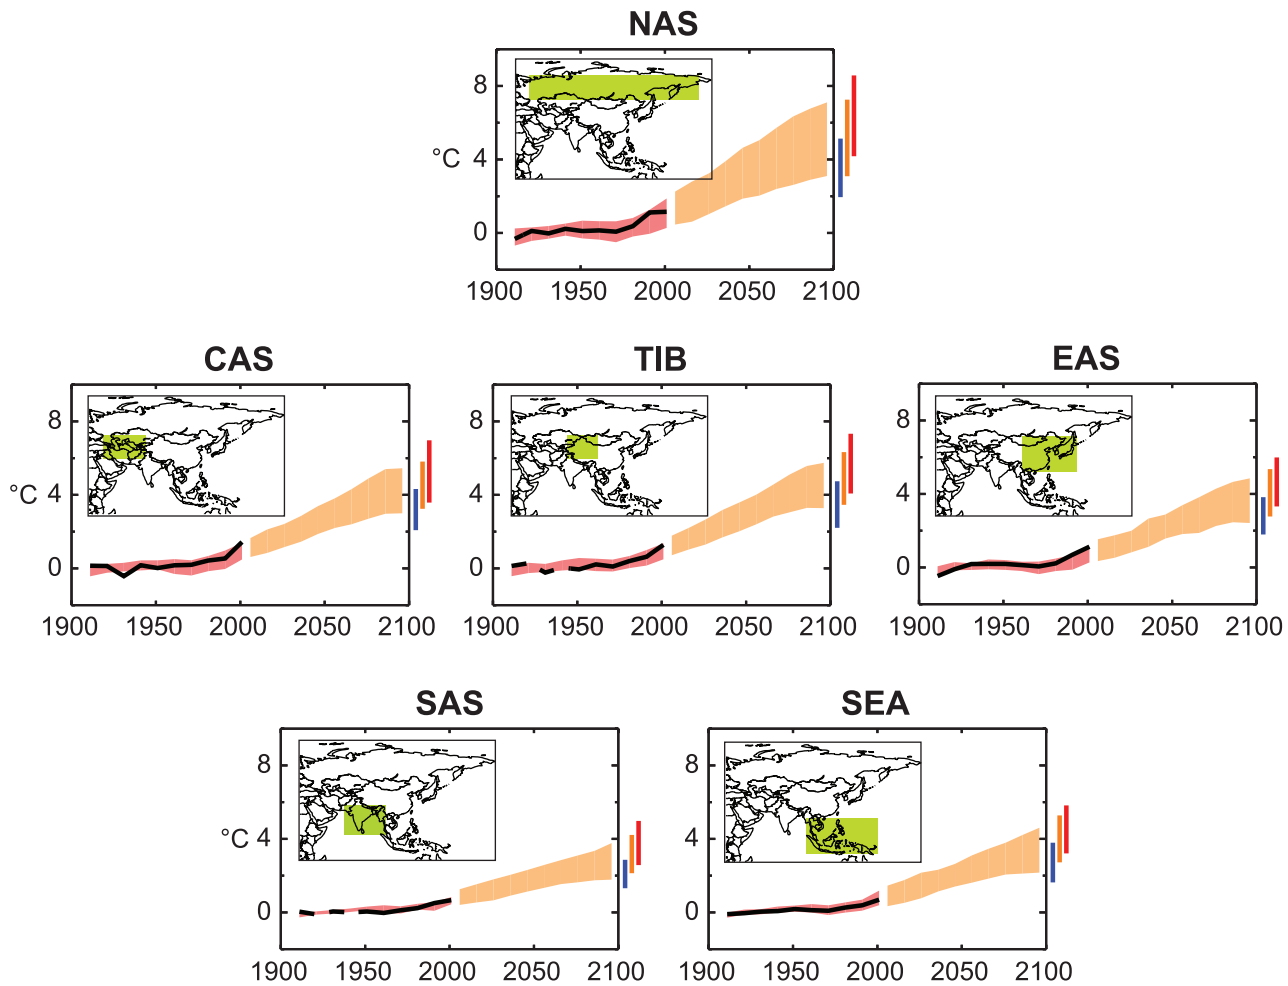 NAS
8
°C 4
0
1900 1950 2000 2050 2100
CAS TIB EAS
8 8 8
°C 4 4 4
0 0 0
1900 1950 2000 2050 2100 1900 1950 2000 2050 2100 1900 1950 2000 2050 2100
SAS SEA
8 8
°C 4 °C 4
0 0
1900 1950 2000 2050 2100 1900 1950 2000 2050 2100